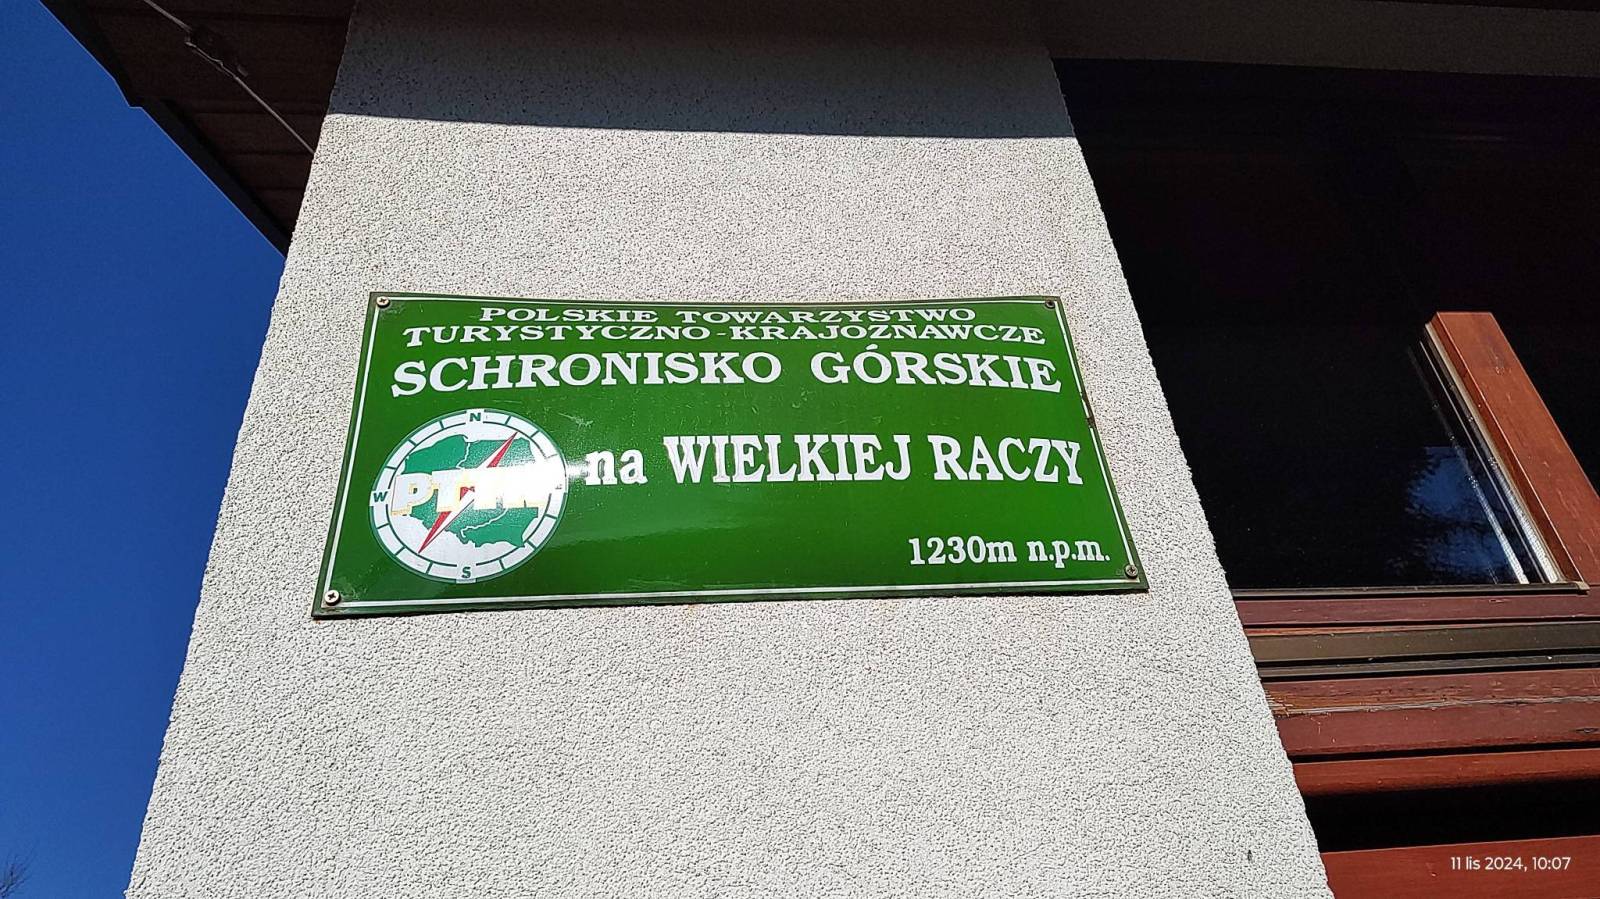 POLSKIE TOWARZYSTWO
TURYSTYCZNO-KRAJOZNAWCZE
SCHRONISKO GÓRSKIE
N
W
PTTK
S
na WIELKIEJ RACZY
1230m n.p.m.
11 lis 2024, 10:07